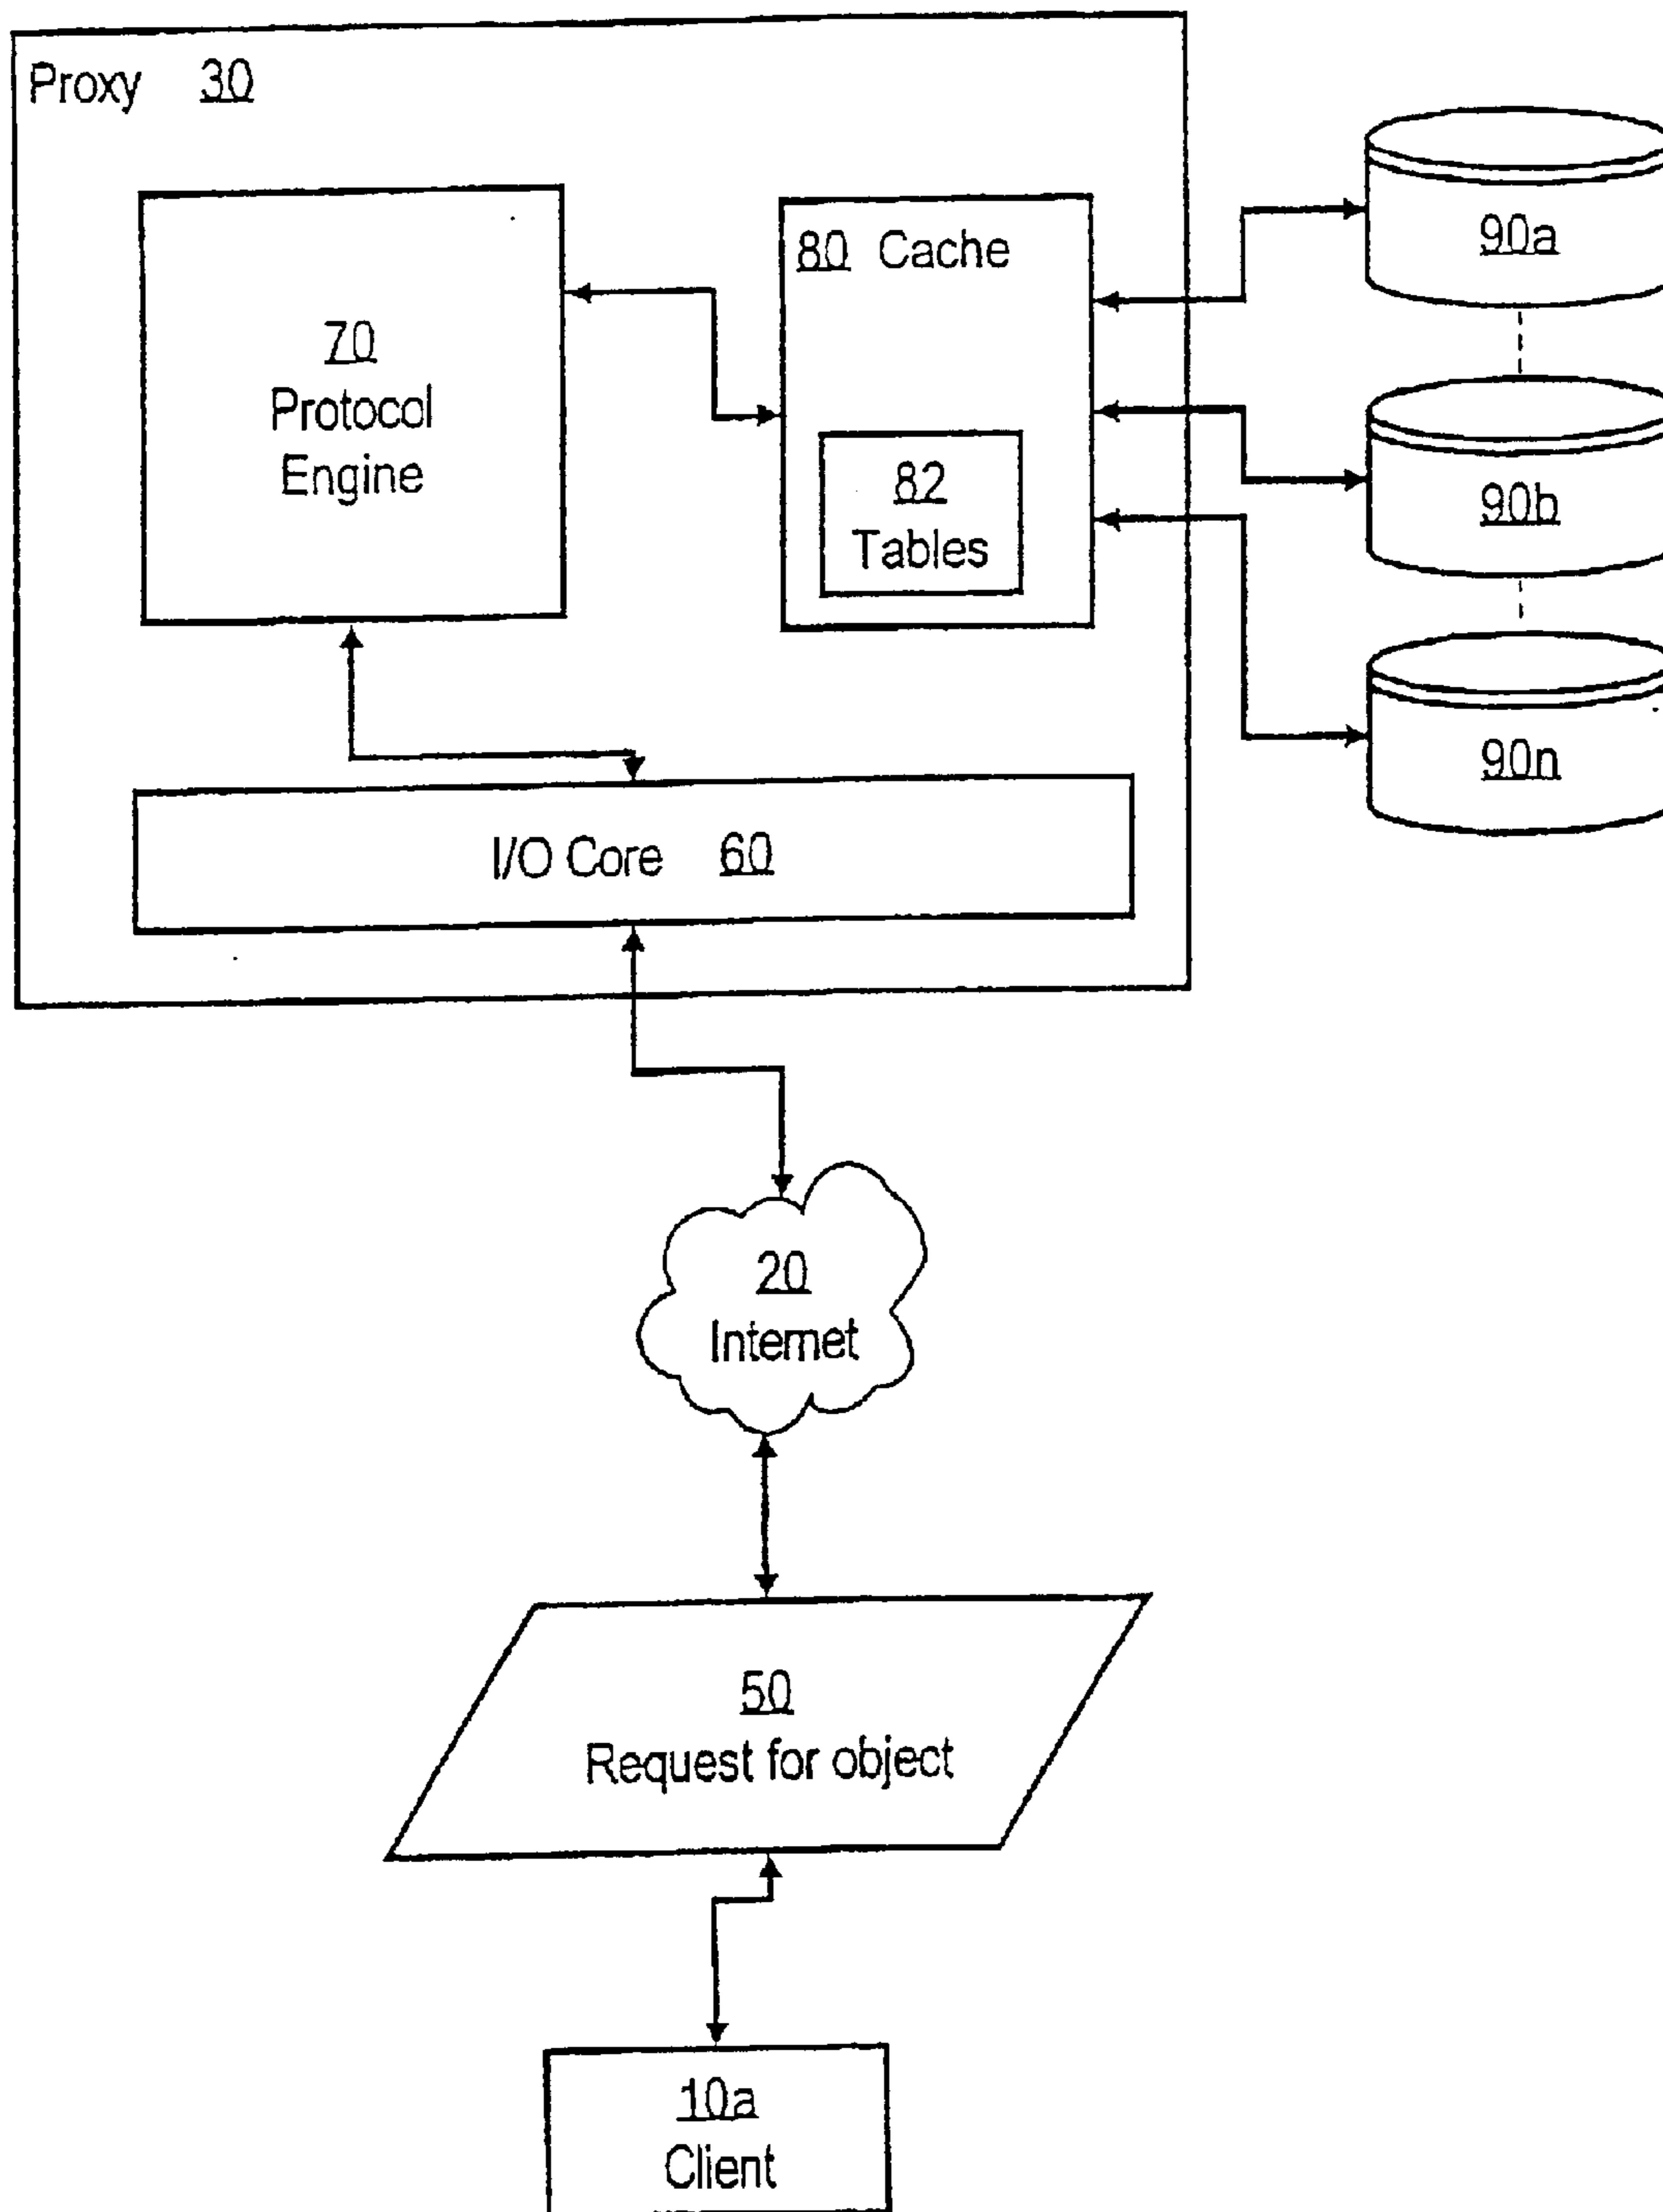 Proxy 30
70
Protocol
Engine
80 Cache
82
Tables
90a
90b
90n
I/O Core 60
20
Internet
50
Request for object
10a
Client